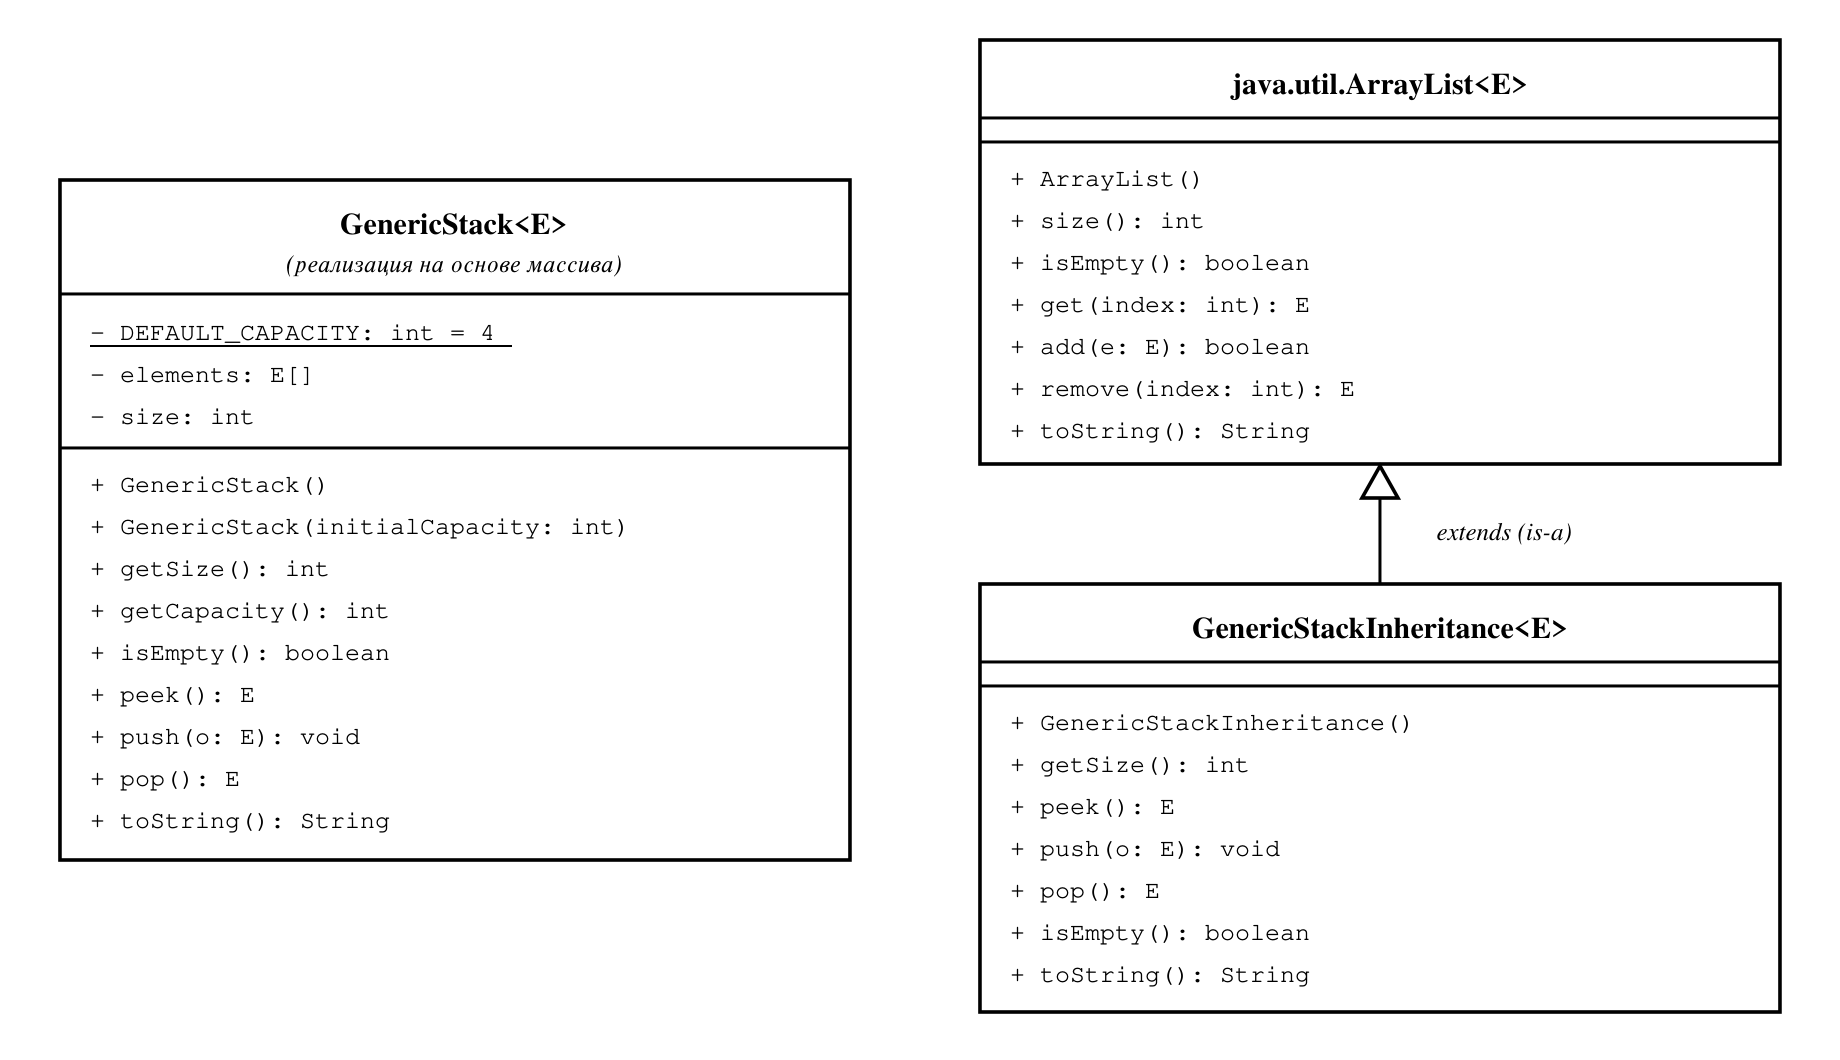 GenericStack<E>
(реализация на основе массива)
- DEFAULT_CAPACITY: int = 4
- elements: E[]
- size: int
+ GenericStack()
+ GenericStack(initialCapacity: int)
+ getSize(): int
+ getCapacity(): int
+ isEmpty(): boolean
+ peek(): E
+ push(o: E): void
+ pop(): E
+ toString(): String
java.util.ArrayList<E>
+ ArrayList()
+ size(): int
+ isEmpty(): boolean
+ get(index: int): E
+ add(e: E): boolean
+ remove(index: int): E
+ toString(): String
extends (is-a)
GenericStackInheritance<E>
+ GenericStackInheritance()
+ getSize(): int
+ peek(): E
+ push(o: E): void
+ pop(): E
+ isEmpty(): boolean
+ toString(): String